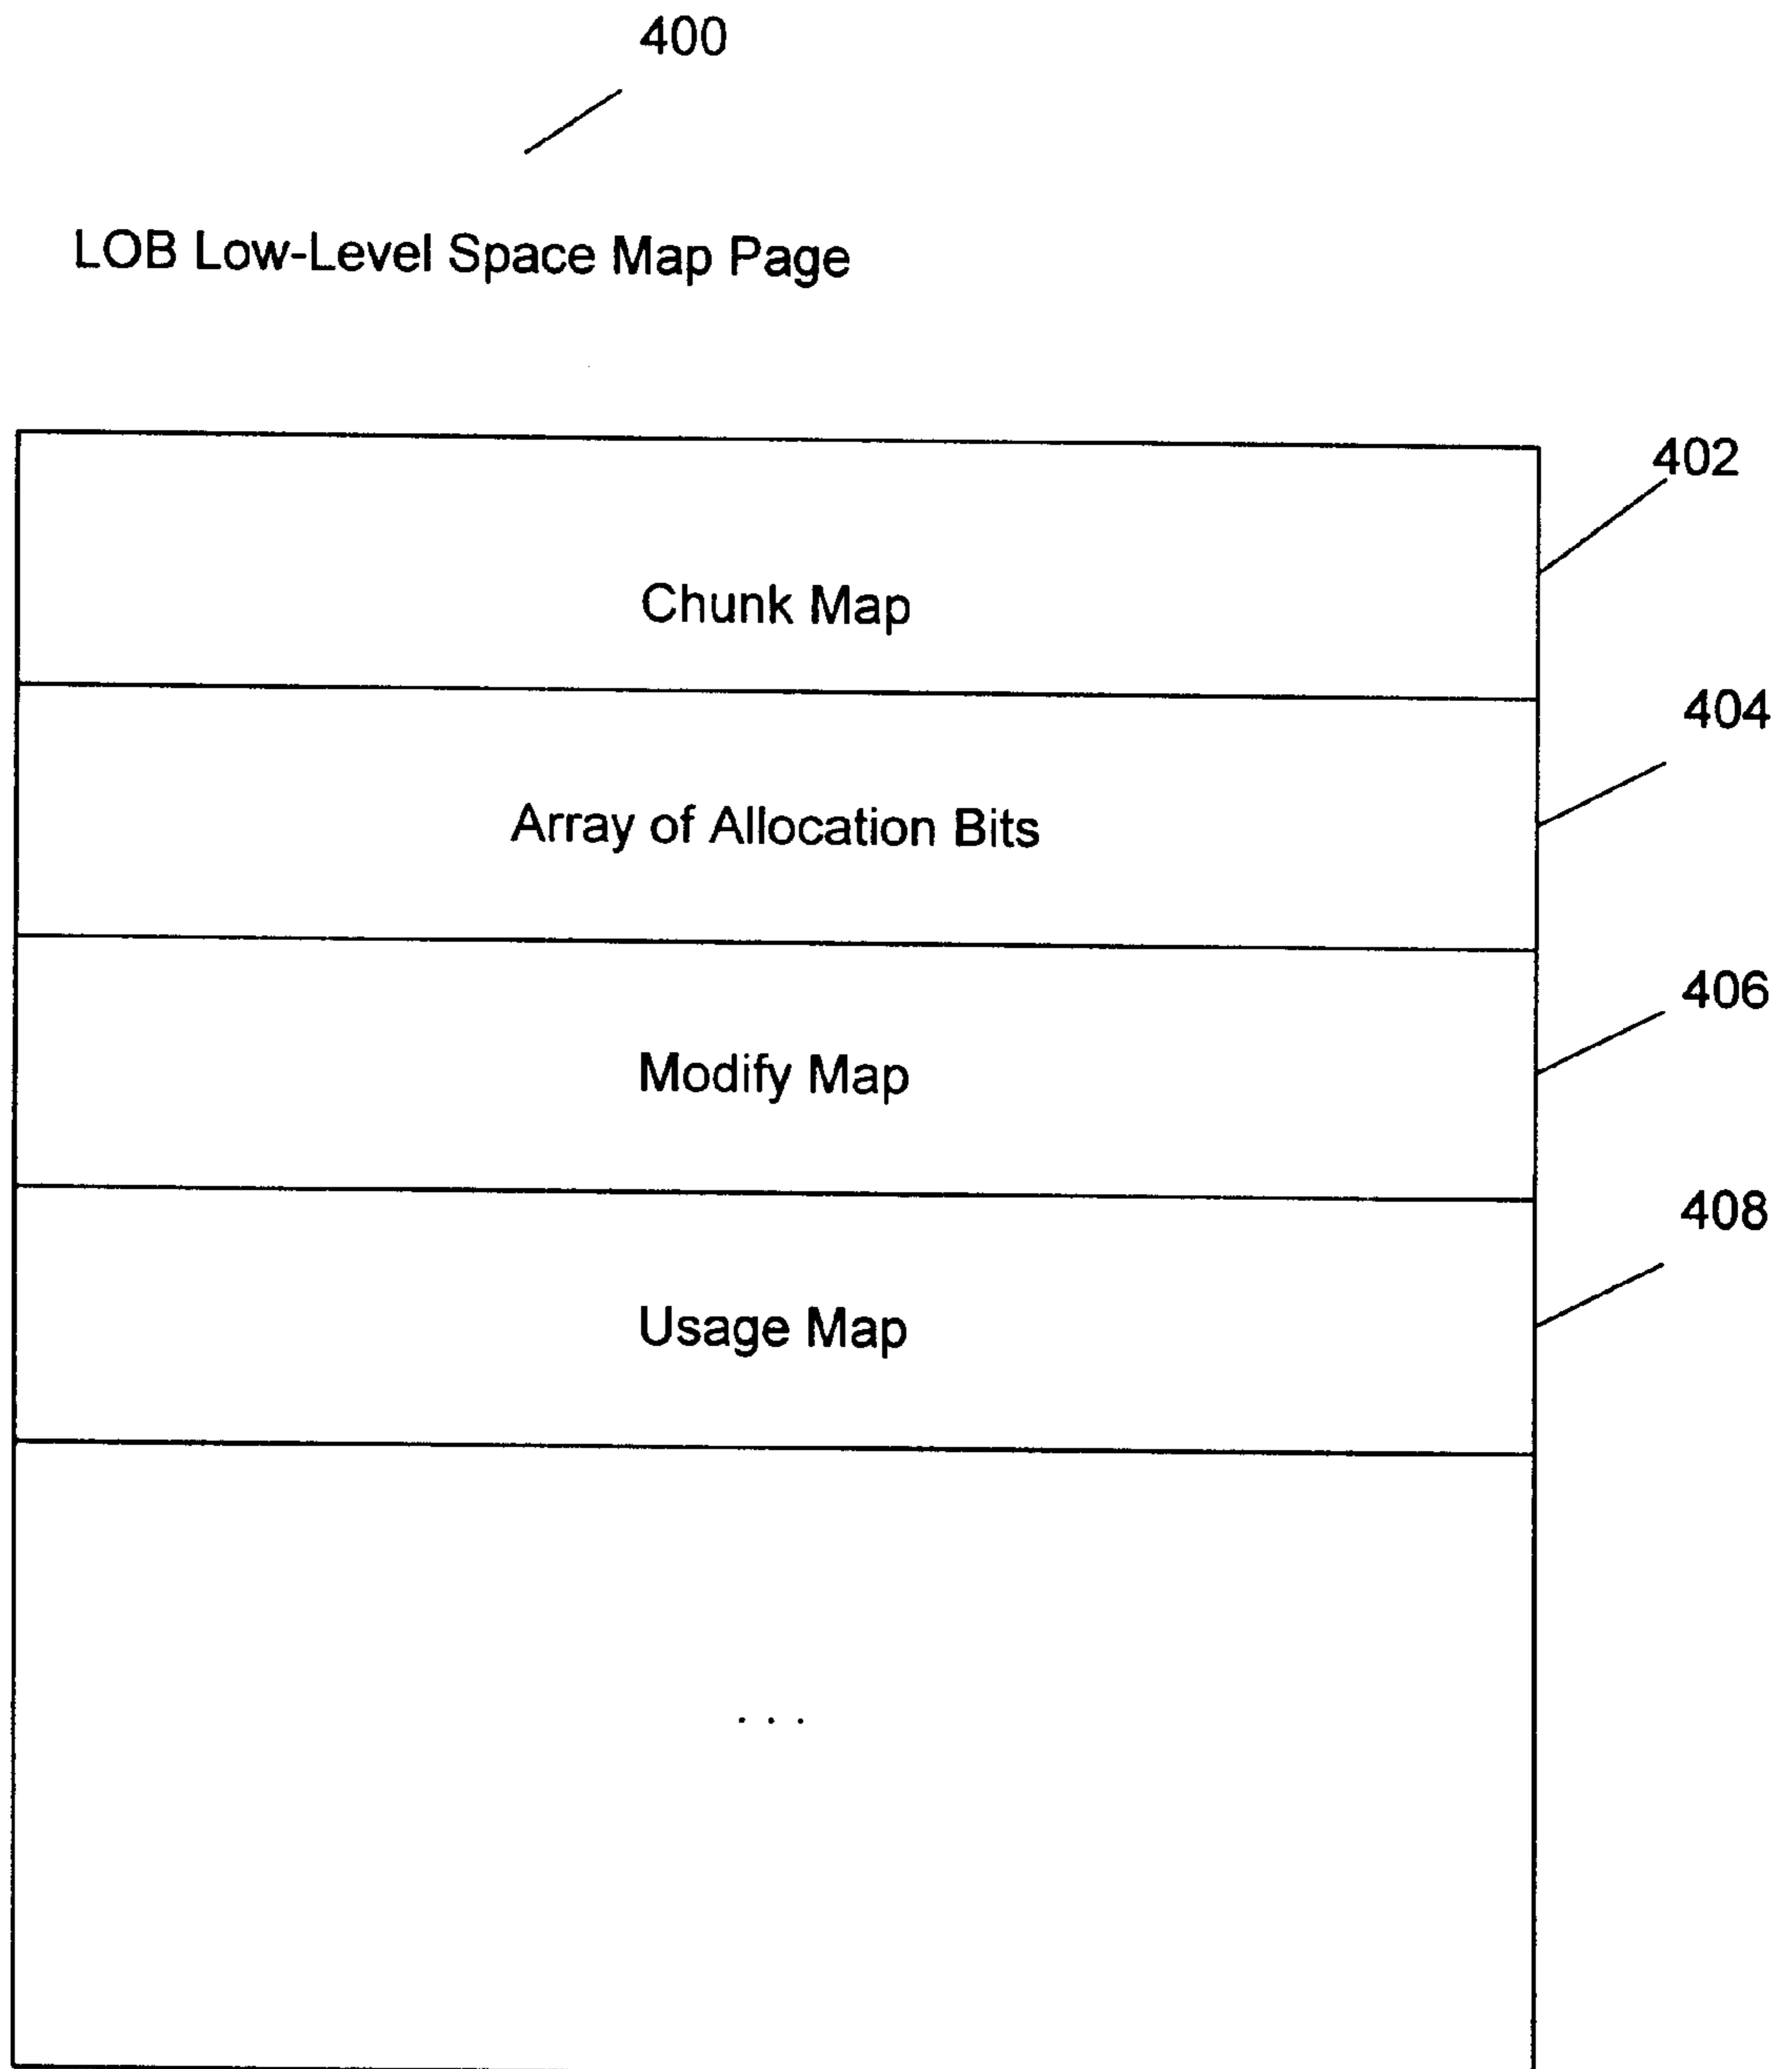 400
LOB Low-Level Space Map Page
402
Chunk Map
404
Array of Allocation Bits
406
Modify Map
408
Usage Map
. . .